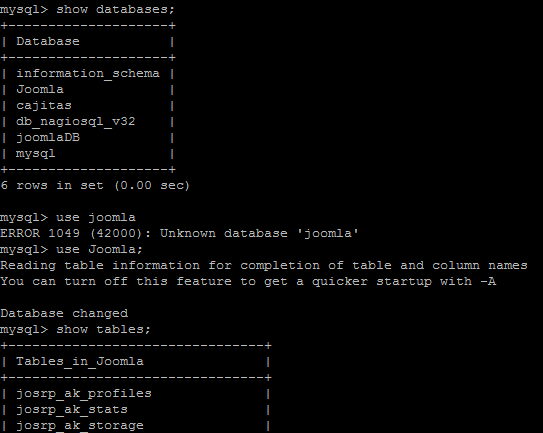 mysql> show databases;
+--------------------+
| Database           |
+--------------------+
| information_schema |
| Joomla             |
| cajitas            |
| db_nagiosql_v32    |
| joomlaDB           |
| mysql              |
+--------------------+
6 rows in set (0.00 sec)

mysql> use joomla
ERROR 1049 (42000): Unknown database 'joomla'
mysql> use Joomla;
Reading table information for completion of table and column names
You can turn off this feature to get a quicker startup with -A

Database changed
mysql> show tables;
+--------------------------------+
| Tables_in_Joomla               |
+--------------------------------+
| josrp_ak_profiles              |
| josrp_ak_stats                 |
| josrp_ak_storage               |